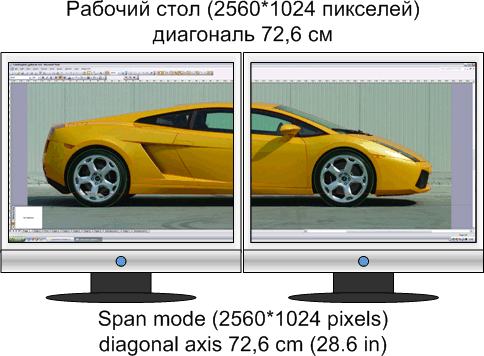 Рабочий стол (2560*1024 пикселей)
диагональ 72,6 см
Span mode (2560*1024 pixels)
diagonal axis 72,6 cm (28.6 in)